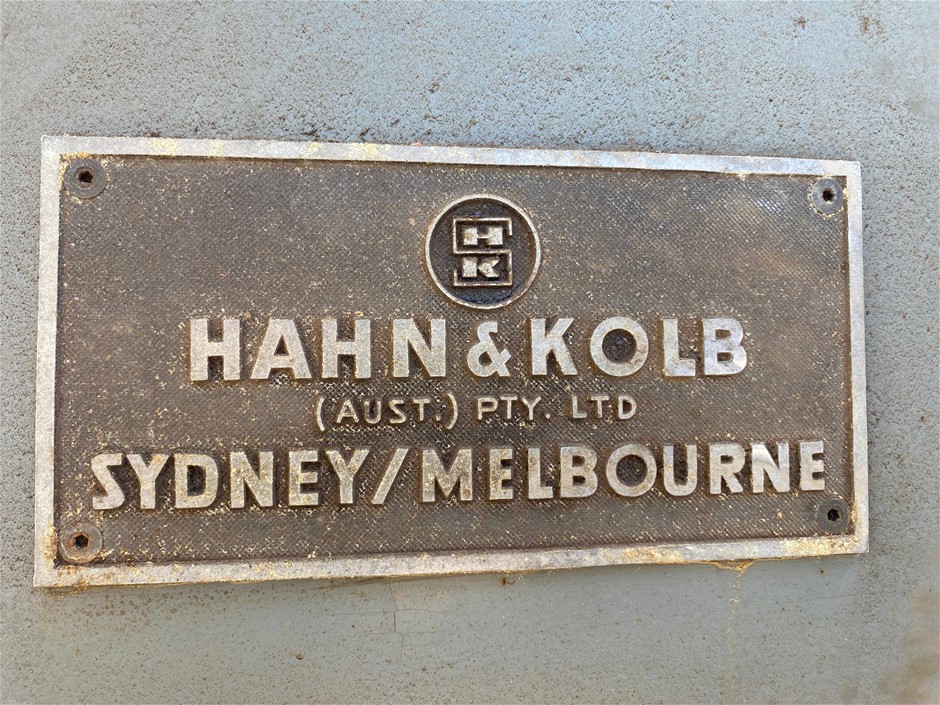 H
K
HAHN & KOLB
(AUST.) PTY. LTD
SYDNEY/MELBOURNE